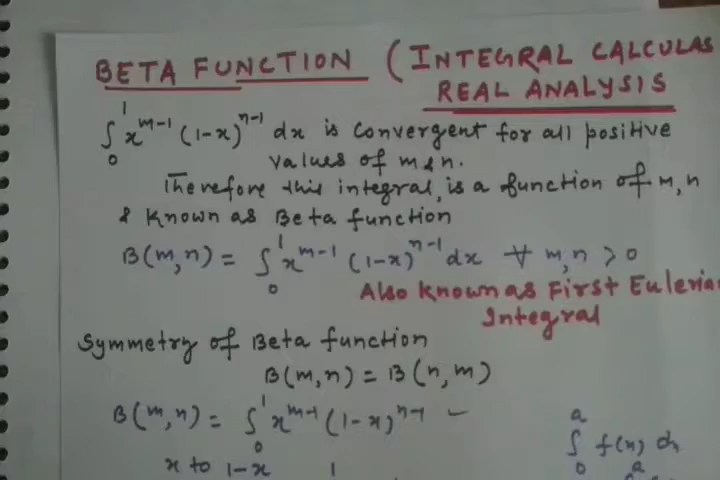 BETA FUNCTION (INTEGRAL CALCULAS
REAL ANALYSIS
∫₀¹ x^(m-1) (1-x)^(n-1) dx is convergent for all positive
values of m & n.
Therefore this integral, is a function of m, n
& known as Beta function
B(m,n) = ∫₀¹ x^(m-1) (1-x)^(n-1) dx ∀ m,n > 0
Also known as First Eulerian
Integral
Symmetry of Beta function
B(m,n) = B(n,m)
B(m,n) = ∫₀¹ x^(m-1) (1-x)^(n-1) –
∫₀ᵃ f(x) dx
x to 1-x 1
a